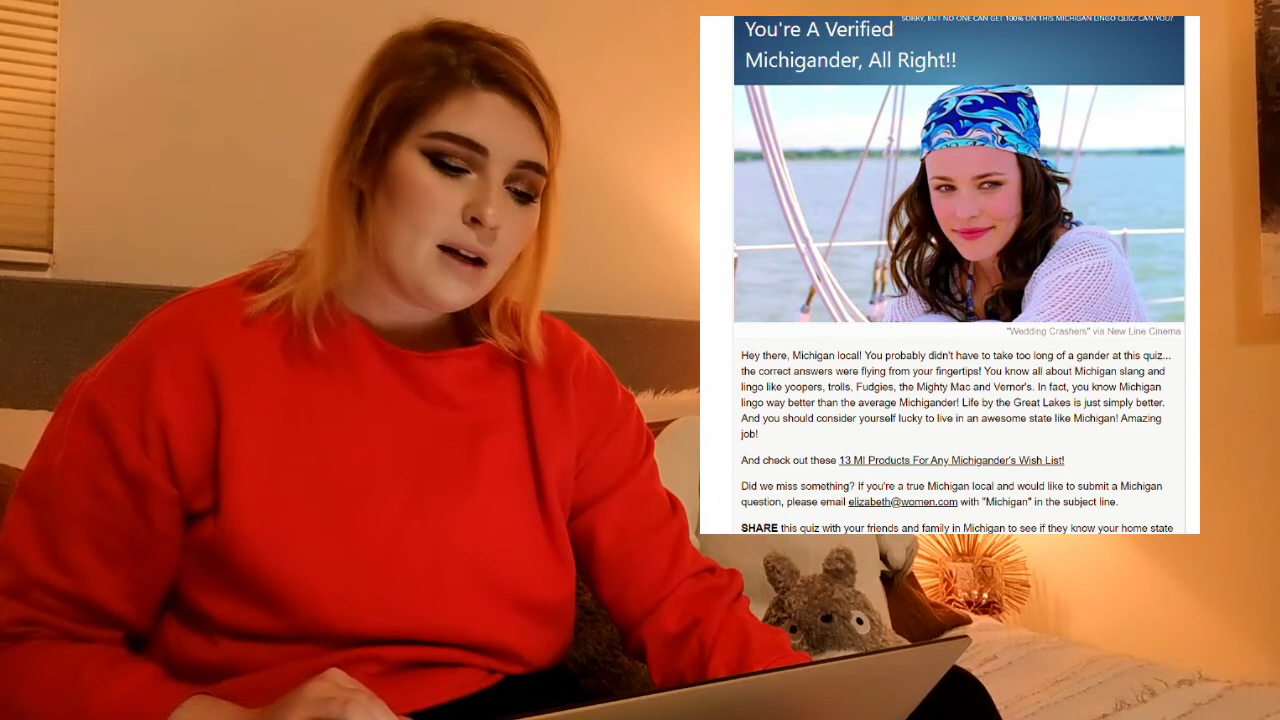 SORRY, BUT NO ONE CAN GET 100% ON THIS MICHIGAN LINGO QUIZ. CAN YOU?
You're A Verified
Michigander, All Right!!
"Wedding Crashers" via New Line Cinema
Hey there, Michigan local! You probably didn't have to take too long of a gander at this quiz...
the correct answers were flying from your fingertips! You know all about Michigan slang and
lingo like yoopers, trolls, Fudgies, the Mighty Mac and Vernor's. In fact, you know Michigan
lingo way better than the average Michigander! Life by the Great Lakes is just simply better.
And you should consider yourself lucky to live in an awesome state like Michigan! Amazing
job!
And check out these 13 MI Products For Any Michigander's Wish List!
Did we miss something? If you're a true Michigan local and would like to submit a Michigan
question, please email elizabeth@women.com with "Michigan" in the subject line.
SHARE this quiz with your friends and family in Michigan to see if they know your home state